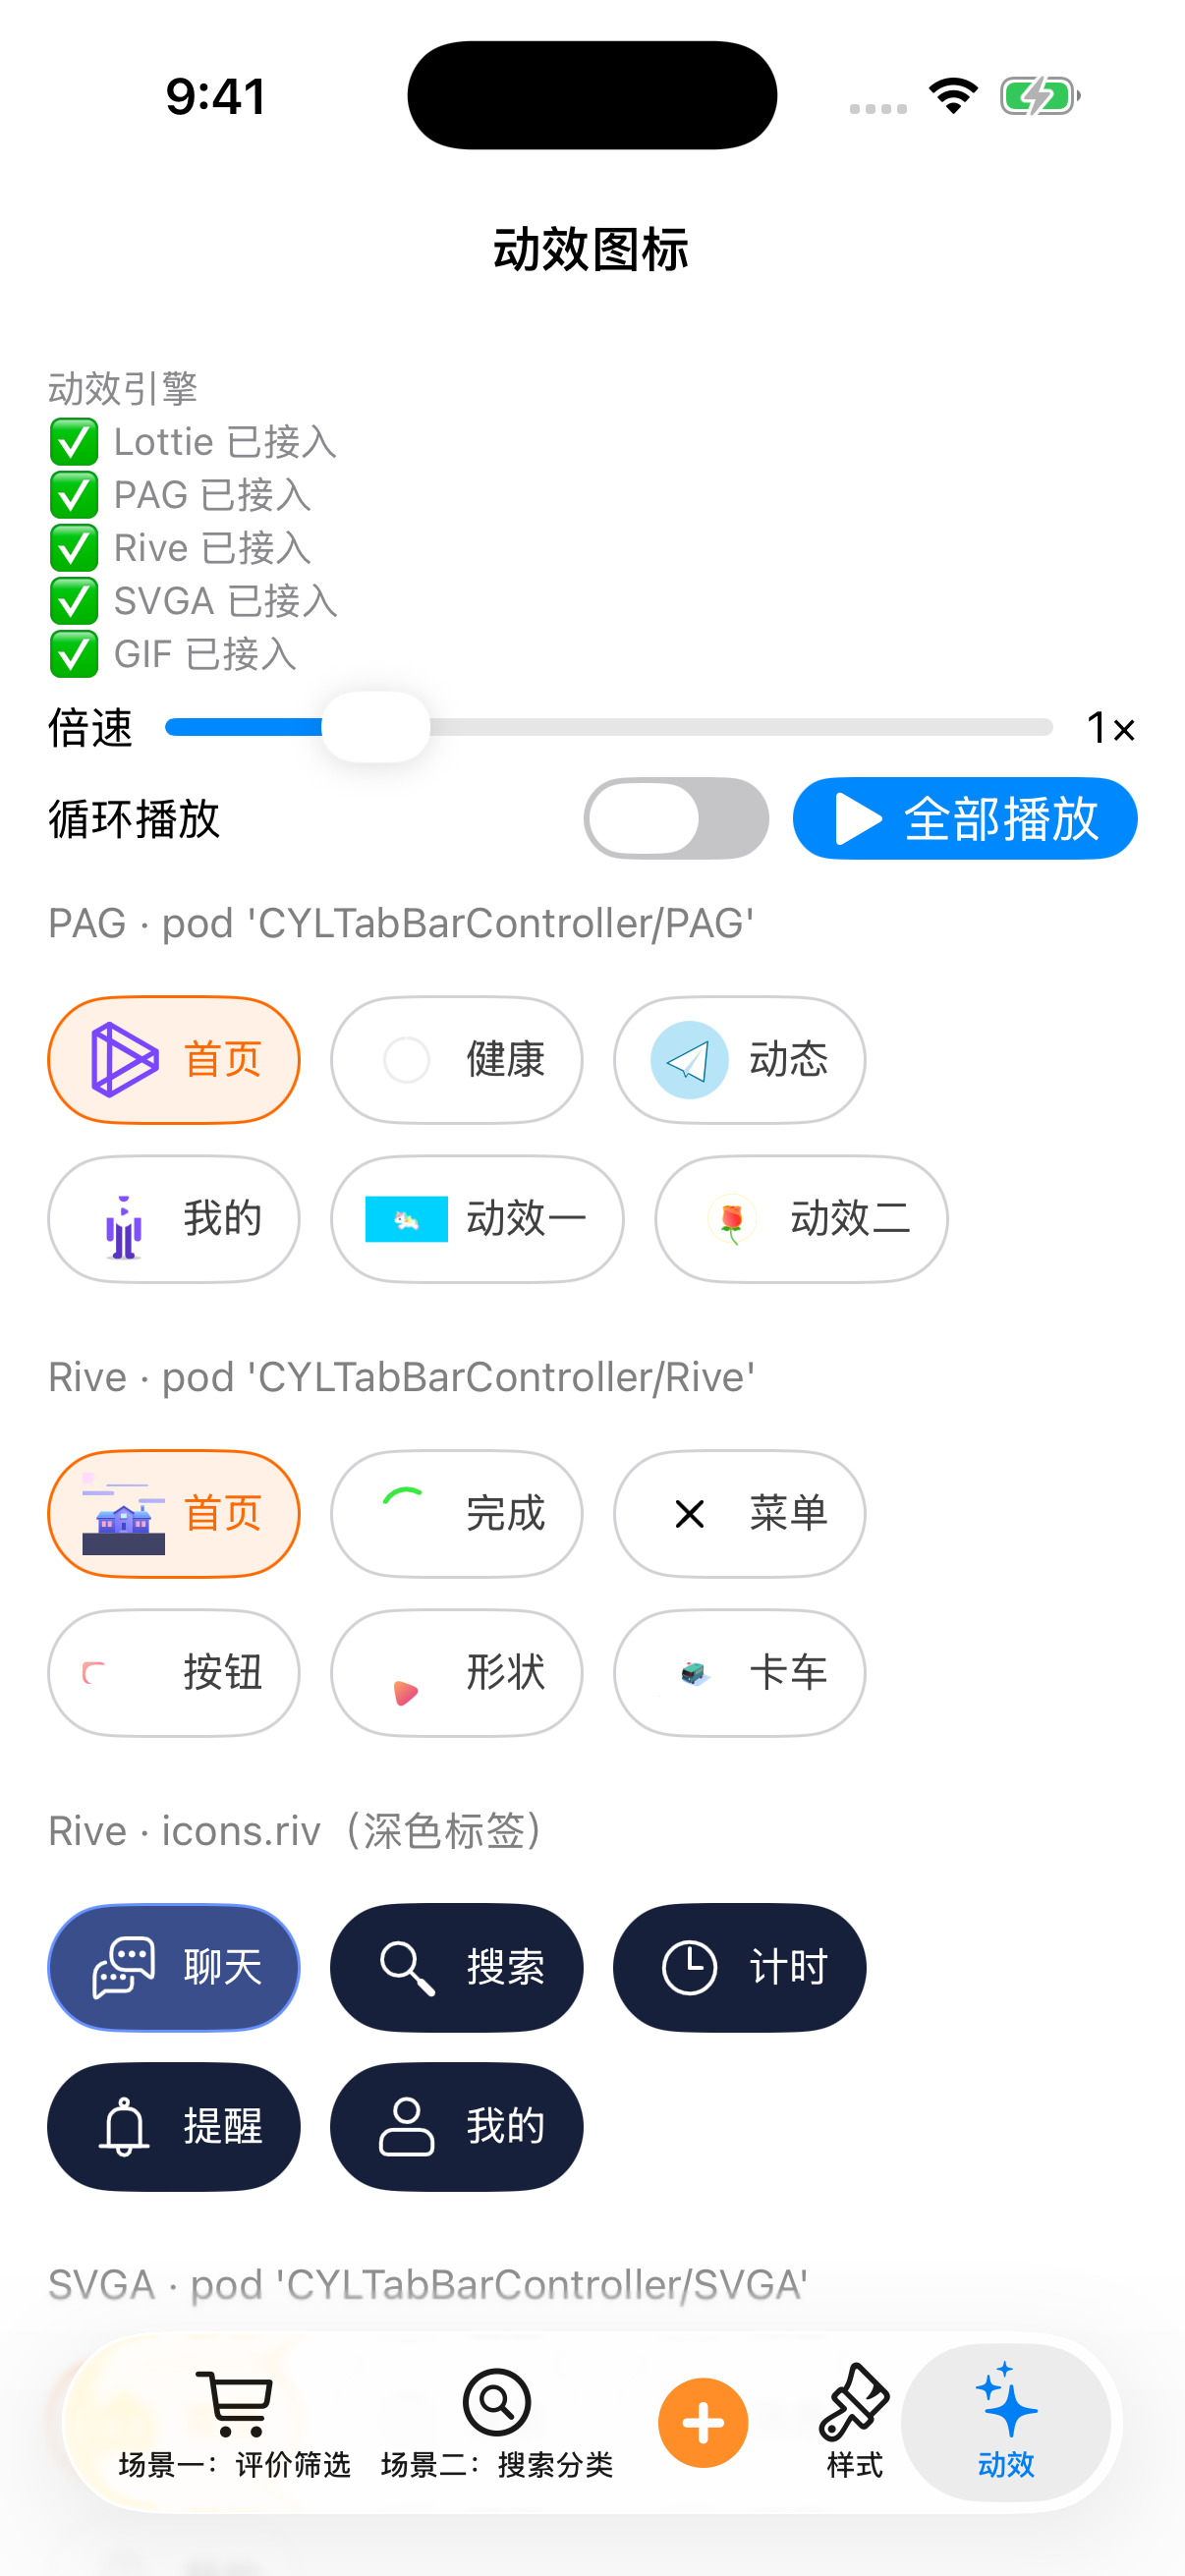 9:41
动效图标
动效引擎
✅ Lottie 已接入
✅ PAG 已接入
✅ Rive 已接入
✅ SVGA 已接入
✅ GIF 已接入
倍速 1×
循环播放 全部播放
PAG · pod 'CYLTabBarController/PAG'
首页 健康 动态
我的 动效一 动效二
Rive · pod 'CYLTabBarController/Rive'
首页 完成 菜单
按钮 形状 卡车
Rive · icons.riv（深色标签）
聊天 搜索 计时
提醒 我的
SVGA · pod 'CYLTabBarController/SVGA'
场景一：评价筛选 场景二：搜索分类 样式 动效